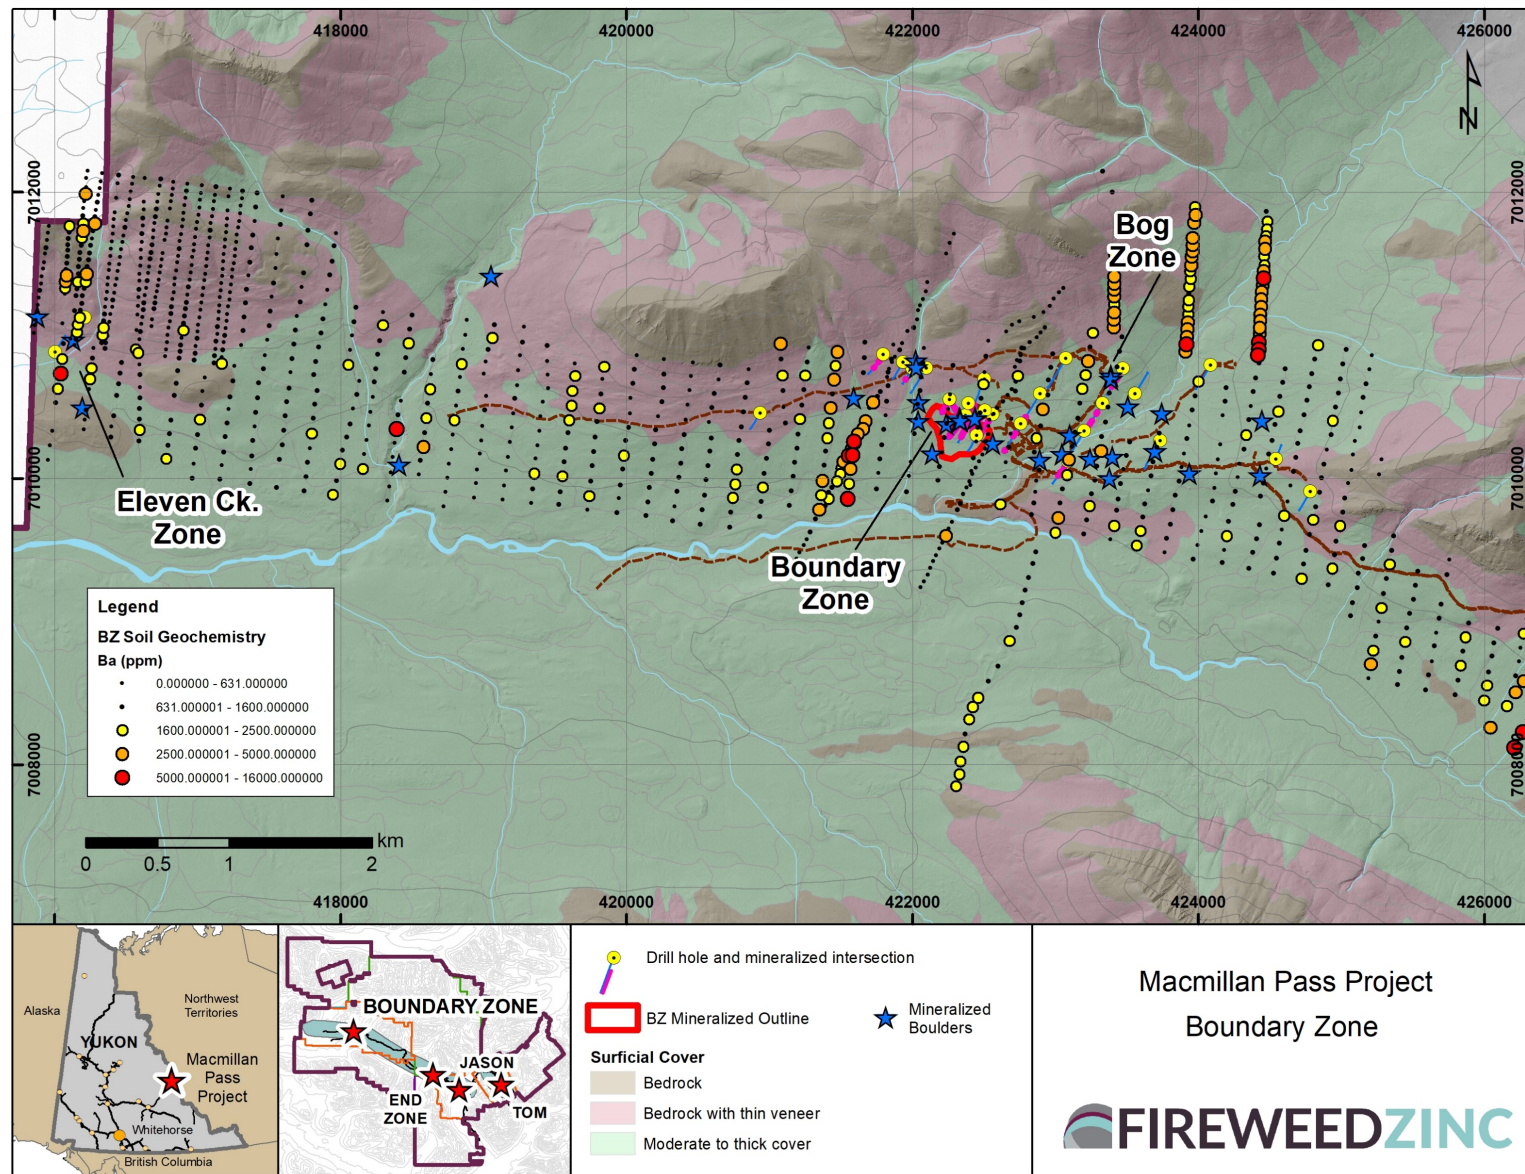 418000
420000
422000
424000
426000
7012000
7012000
N
Bog
Zone
7010000
7010000
Eleven Ck.
Zone
Boundary
Zone
Legend
BZ Soil Geochemistry
Ba (ppm)
0.000000 - 631.000000
631.000001 - 1600.000000
1600.000001 - 2500.000000
2500.000001 - 5000.000000
5000.000001 - 16000.000000
7008000
7008000
km
0 0.5 1 2
418000
420000
422000
424000
426000
Alaska
Northwest
Territories
YUKON
Macmillan
Pass
Project
Whitehorse
British Columbia
BOUNDARY ZONE
JASON
END
ZONE
TOM
Drill hole and mineralized intersection
BZ Mineralized Outline
Mineralized
Boulders
Surficial Cover
Bedrock
Bedrock with thin veneer
Moderate to thick cover
Macmillan Pass Project
Boundary Zone
FIREWEEDZINC